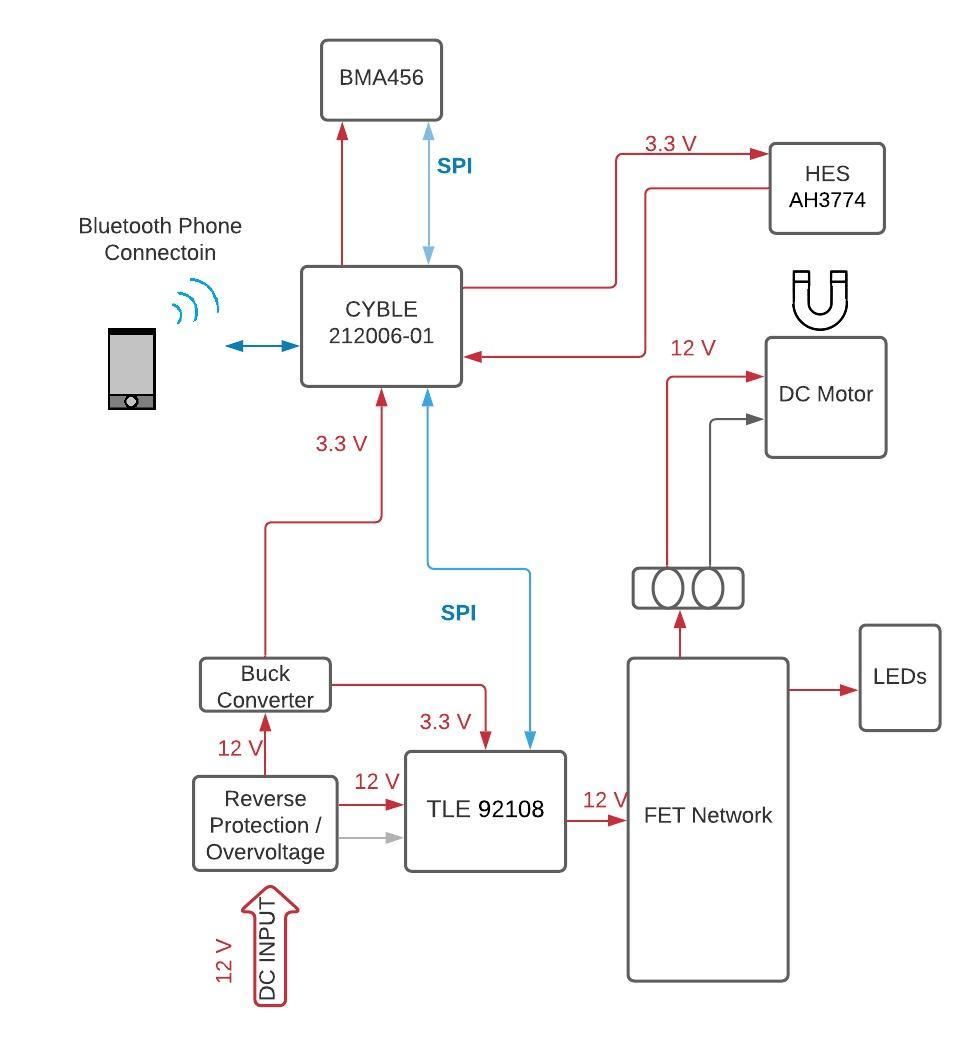 BMA456
SPI
3.3 V
HES
AH3774
Bluetooth Phone
Connectoin
CYBLE
212006-01
12 V
DC Motor
3.3 V
SPI
Buck
Converter
LEDs
3.3 V
12 V
Reverse
Protection /
Overvoltage
12 V
TLE 92108
12 V
FET Network
DC INPUT
12 V